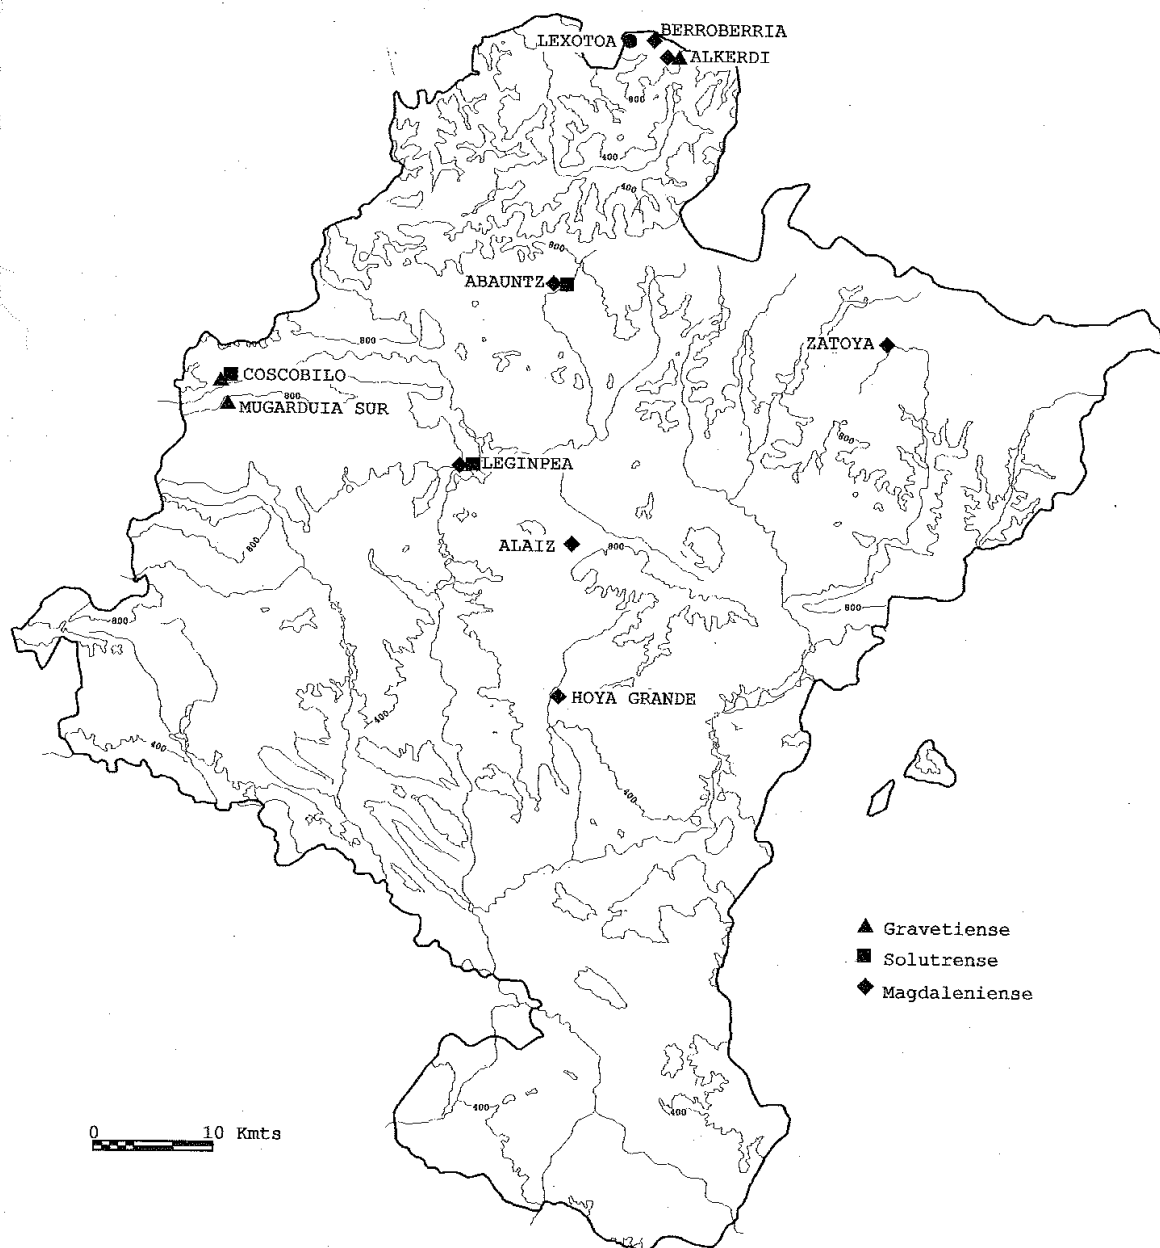 BERROBERRIA
LEXOTOA
ALKERDI
800
400
400
800
ABAUNTZ
800
ZATOYA
COSCOBILO
800
MUGARDUIA SUR
800
LEGINPEA
800
ALAIZ
800
800
800
HOYA GRANDE
400
400
400
Gravetiense
Solutrense
Magdaleniense
400
400
0 10 Kmts